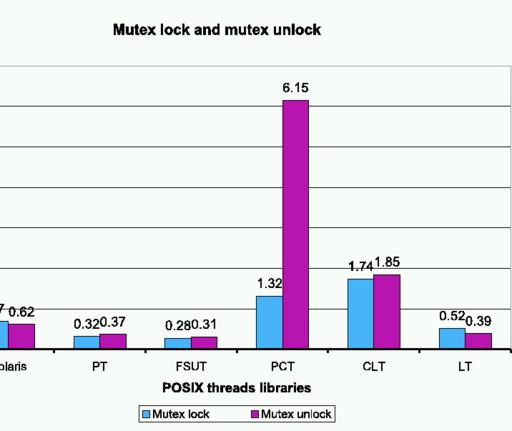 Mutex lock and mutex unlock
6.15
1.74 1.85
1.32
7 0.62
0.32 0.37
0.28 0.31
0.52 0.39
olaris PT FSUT PCT CLT LT
POSIX threads libraries
Mutex lock Mutex unlock